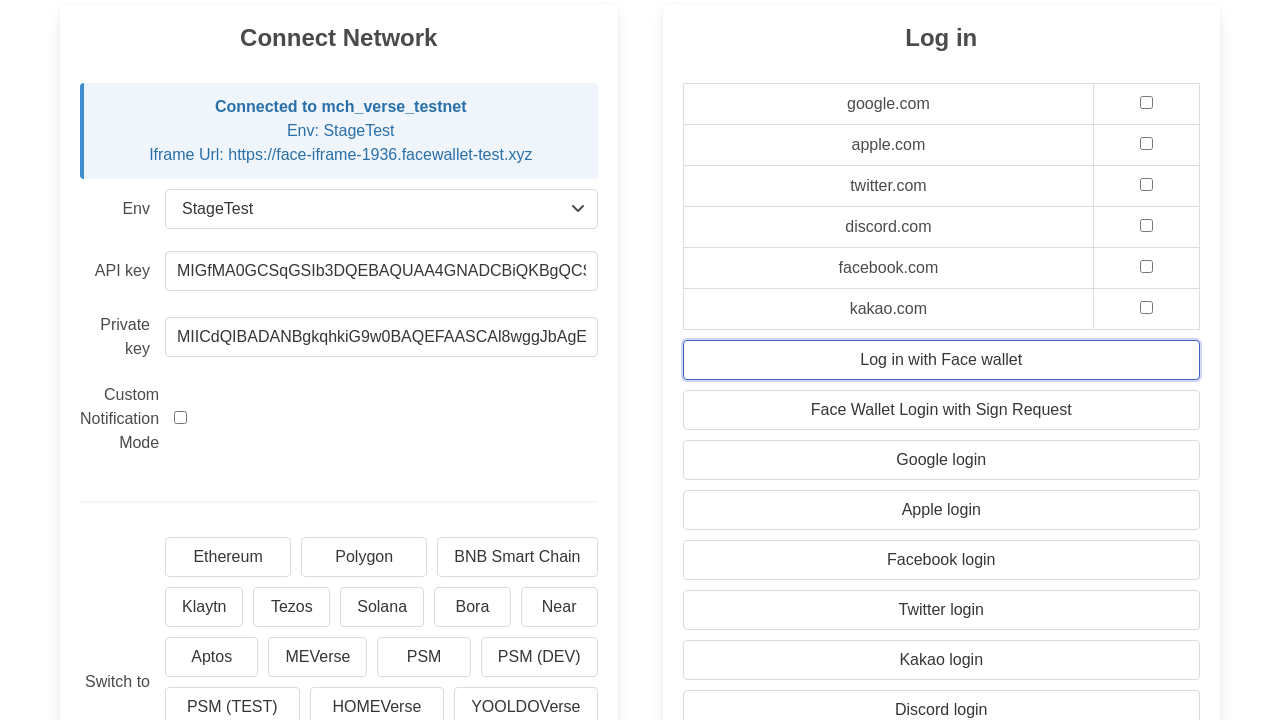 Connect Network
Connected to mch_verse_testnet
Env: StageTest
Iframe Url: https://face-iframe-1936.facewallet-test.xyz
Env
StageTest
API key
MIGfMA0GCSqGSIb3DQEBAQUAA4GNADCBiQKBgQCS
Private
key
MIICdQIBADANBgkqhkiG9w0BAQEFAASCAl8wggJbAgE
Custom
Notification
Mode
Switch to
Ethereum
Polygon
BNB Smart Chain
Klaytn
Tezos
Solana
Bora
Near
Aptos
MEVerse
PSM
PSM (DEV)
PSM (TEST)
HOMEVerse
YOOLDOVerse
Log in
google.com
apple.com
twitter.com
discord.com
facebook.com
kakao.com
Log in with Face wallet
Face Wallet Login with Sign Request
Google login
Apple login
Facebook login
Twitter login
Kakao login
Discord login